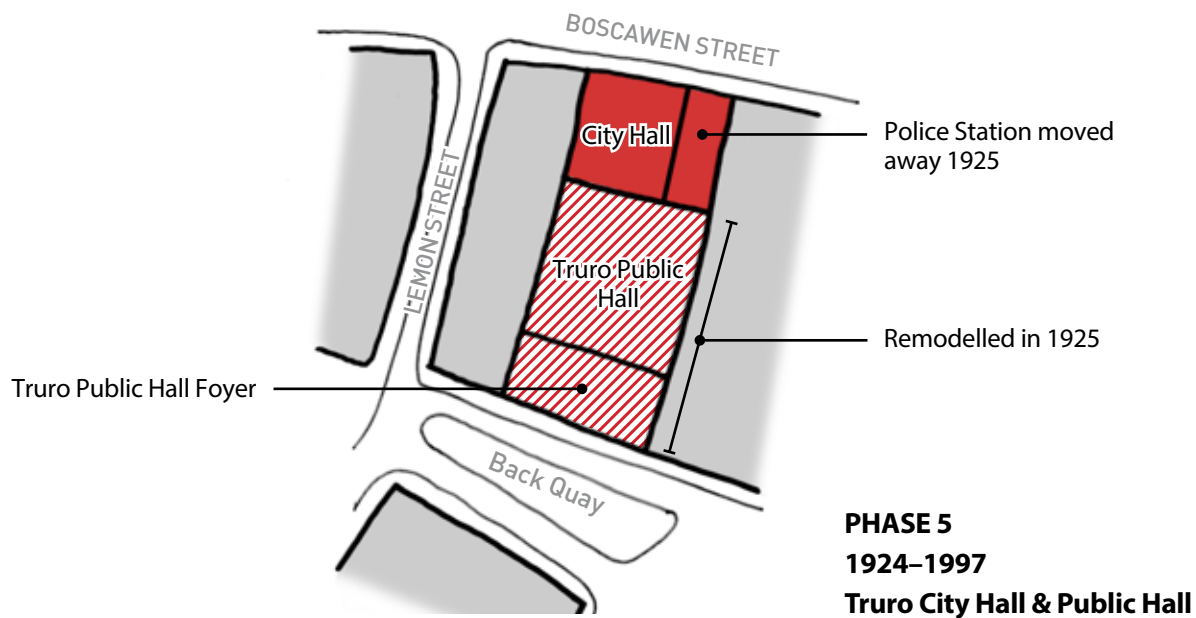 BOSCAWEN STREET
City Hall
Police Station moved
away 1925
LEMON STREET
Truro Public
Hall
Remodelled in 1925
Truro Public Hall Foyer
Back Quay
PHASE 5
1924–1997
Truro City Hall & Public Hall